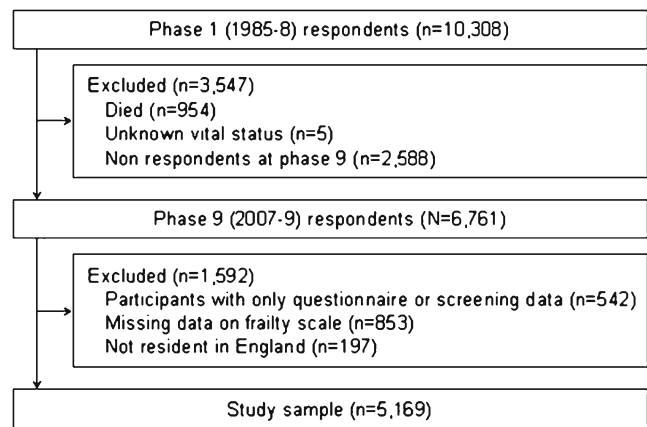 Phase 1 (1985-8) respondents (n=10,308)
Excluded (n=3,547)
Died (n=954)
Unknown vital status (n=5)
Non respondents at phase 9 (n=2,588)
Phase 9 (2007-9) respondents (N=6,761)
Excluded (n=1,592)
Participants with only questionnaire or screening data (n=542)
Missing data on frailty scale (n=853)
Not resident in England (n=197)
Study sample (n=5,169)